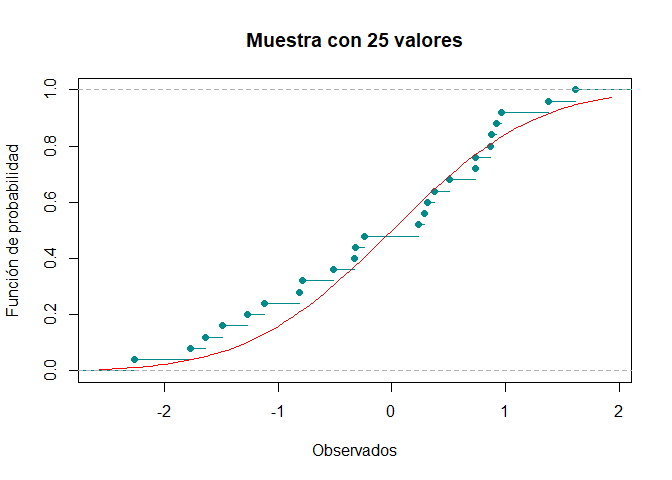 Muestra con 25 valores
Función de probabilidad
1.0
0.8
0.6
0.4
0.2
0.0
-2 -1 0 1 2
Observados